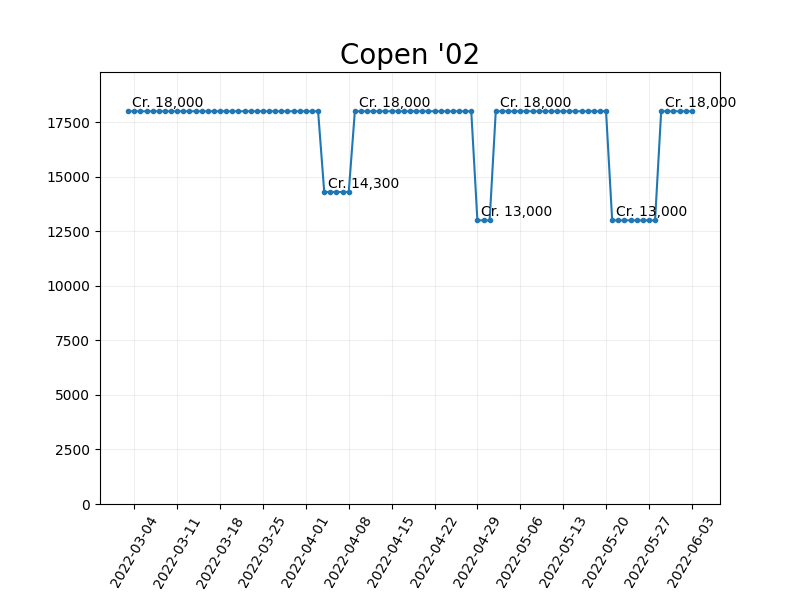 Copen '02
Cr. 18,000
Cr. 18,000
Cr. 18,000
Cr. 18,000
Cr. 14,300
Cr. 13,000
Cr. 13,000
17500
15000
12500
10000
7500
5000
2500
0
2022-03-04
2022-03-11
2022-03-18
2022-03-25
2022-04-01
2022-04-08
2022-04-15
2022-04-22
2022-04-29
2022-05-06
2022-05-13
2022-05-20
2022-05-27
2022-06-03